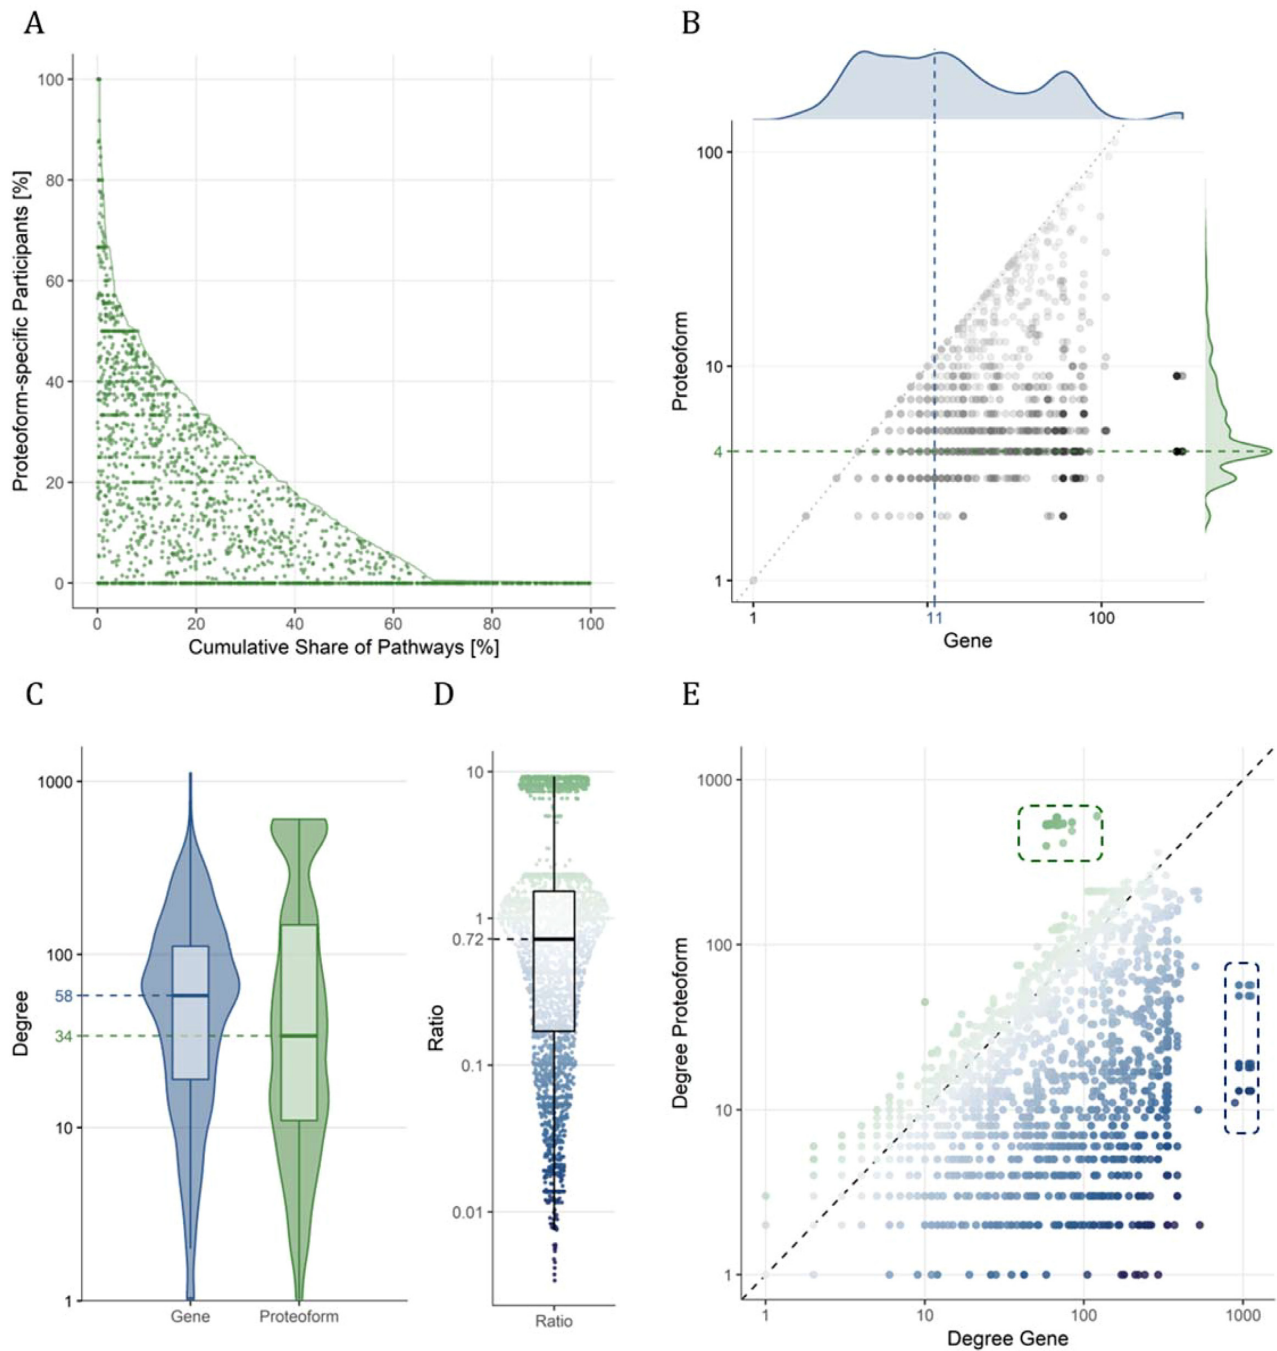 A
Proteoform-specific Participants [%]
100
80
60
40
20
0
0 20 40 60 80 100
Cumulative Share of Pathways [%]
B
Proteoform
100
10
4
1
1 11 100
Gene
C
Degree
1000
100
58
34
10
1
Gene Proteoform
D
Ratio
10
1
0.72
0.1
0.01
Ratio
E
Degree Proteoform
1000
100
10
1
1 10 100 1000
Degree Gene